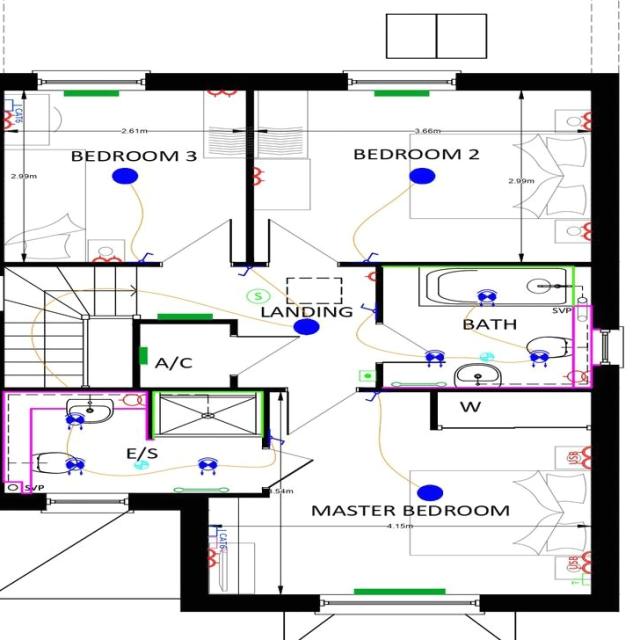 CAT6
2.61m
3.66m
BEDROOM 3
BEDROOM 2
2.99m
2.99m
S
LANDING
SVP
BATH
A/C
W
E/S
SVP
3.54m
USB
MASTER BEDROOM
4.15m
CAT6
USB